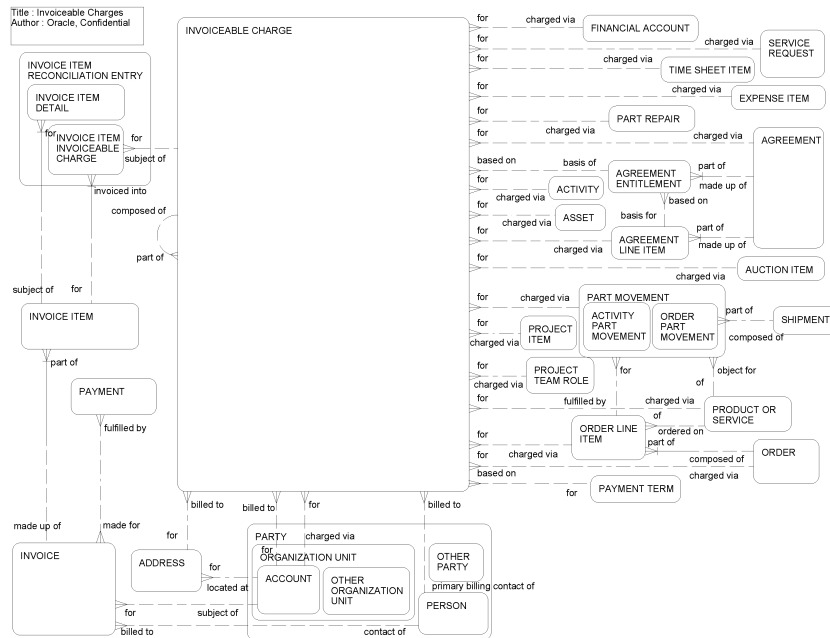 Title : Invoiceable Charges
Author : Oracle, Confidential
INVOICEABLE CHARGE
INVOICE ITEM
RECONCILIATION ENTRY
INVOICE ITEM
DETAIL
for
INVOICE ITEM
INVOICEABLE
CHARGE
for
subject of
invoiced into
composed of
part of
subject of
for
INVOICE ITEM
part of
PAYMENT
fulfilled by
made up of
made for
INVOICE
for
charged via
FINANCIAL ACCOUNT
for
charged via
SERVICE
REQUEST
for
charged via
TIME SHEET ITEM
for
charged via
EXPENSE ITEM
for
charged via
PART REPAIR
for
charged via
AGREEMENT
based on
basis of
AGREEMENT
ENTITLEMENT
part of
made up of
for
charged via
ACTIVITY
based on
for
charged via
ASSET
basis for
for
charged via
AGREEMENT
LINE ITEM
part of
made up of
for
charged via
AUCTION ITEM
for
charged via
PART MOVEMENT
ACTIVITY
PART
MOVEMENT
ORDER
PART
MOVEMENT
part of
composed of
SHIPMENT
for
charged via
PROJECT
ITEM
for
charged via
PROJECT
TEAM ROLE
for
object for
of
for
fulfilled by
charged via
PRODUCT OR
SERVICE
of
ordered on
ORDER LINE
ITEM
part of
composed of
for
charged via
ORDER
for
charged via
based on
for
PAYMENT TERM
billed to
billed to
for
billed to
for
ADDRESS
for
located at
PARTY
for
charged via
ORGANIZATION UNIT
ACCOUNT
OTHER
ORGANIZATION
UNIT
OTHER
PARTY
primary billing contact of
PERSON
for
subject of
billed to
contact of